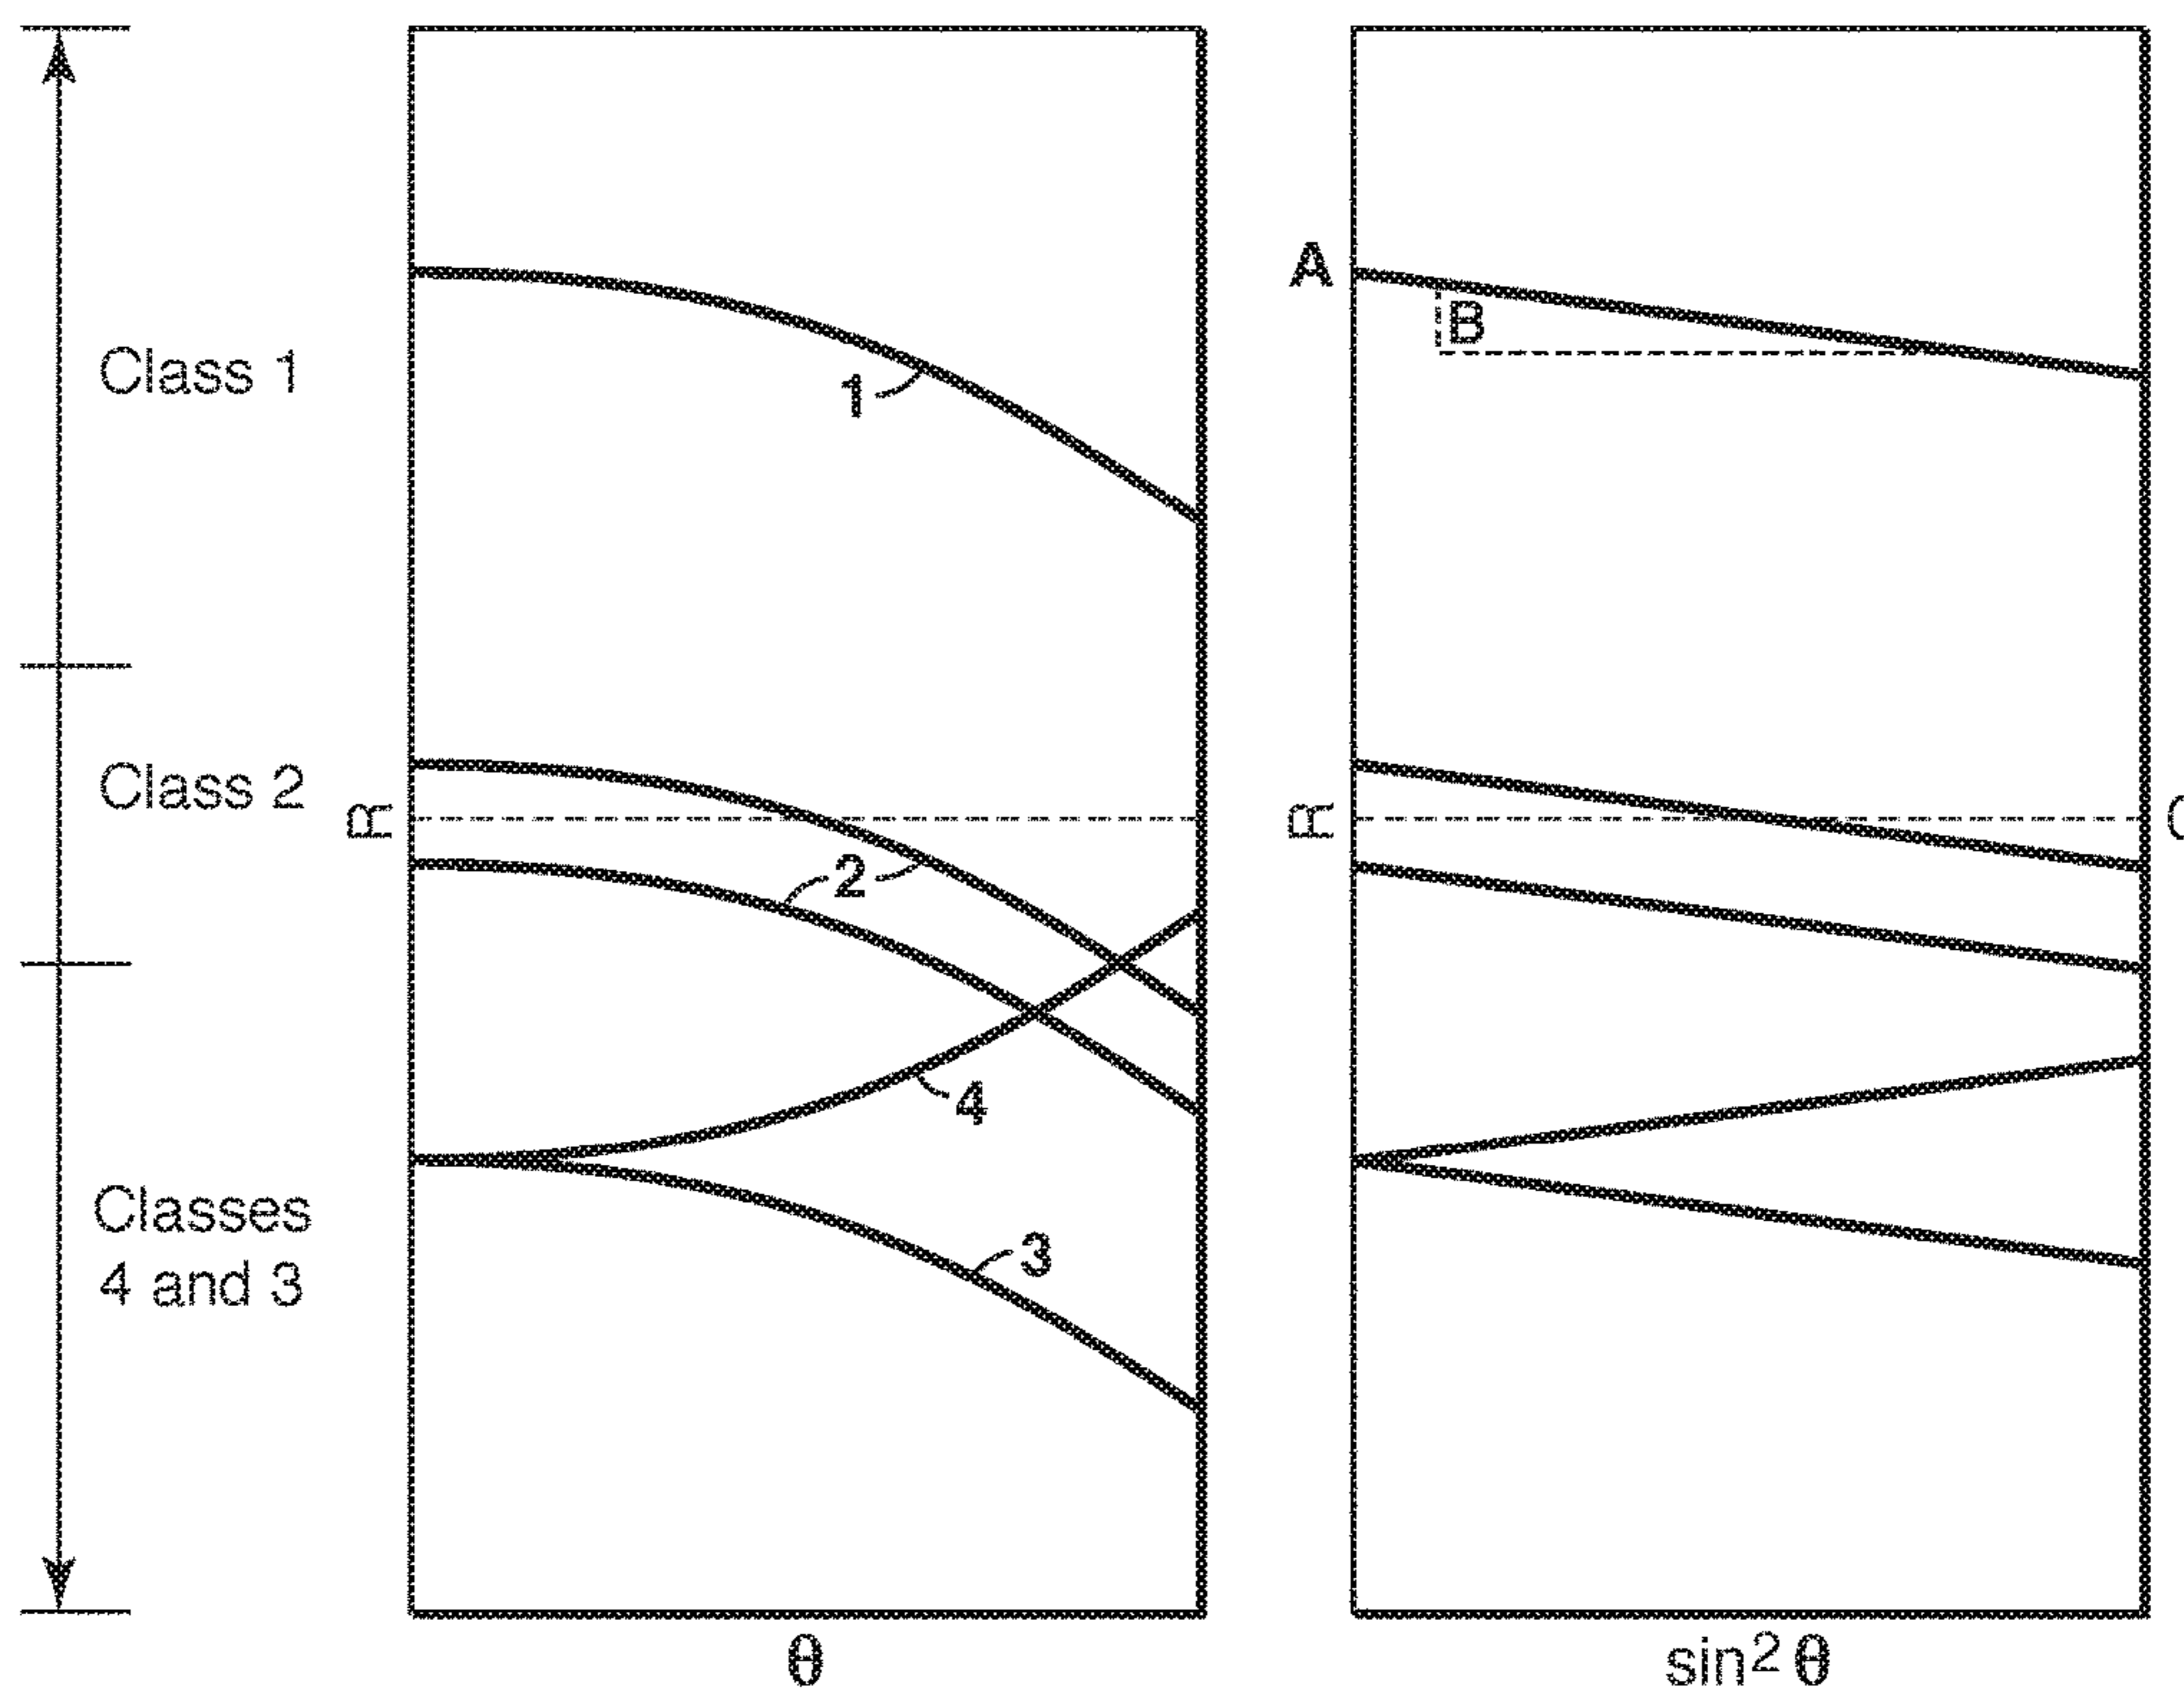 Class 1
Class 2
Classes
4 and 3
R
1
2
4
3
θ
A
B
R
sin² θ